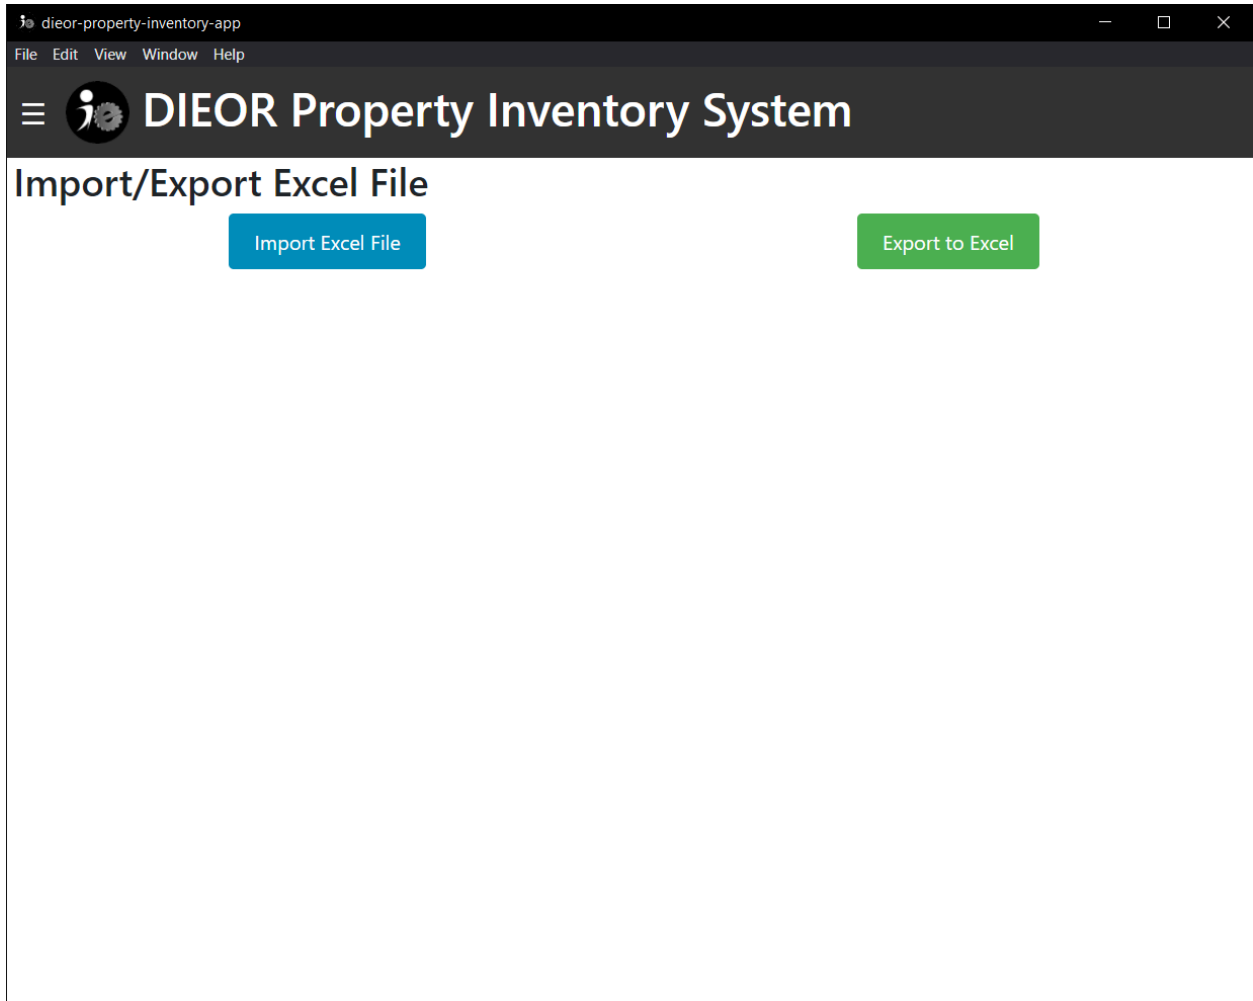 dieor-property-inventory-app
File Edit View Window Help
DIEOR Property Inventory System
Import/Export Excel File
Import Excel File
Export to Excel